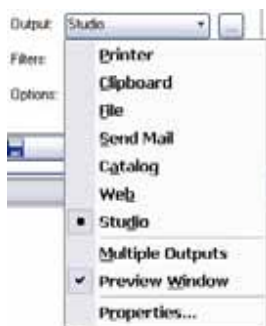 Output: Studio ...
Filters:
Options:
Printer
Clipboard
File
Send Mail
Catalog
Web
Studio
Multiple Outputs
Preview Window
Properties...